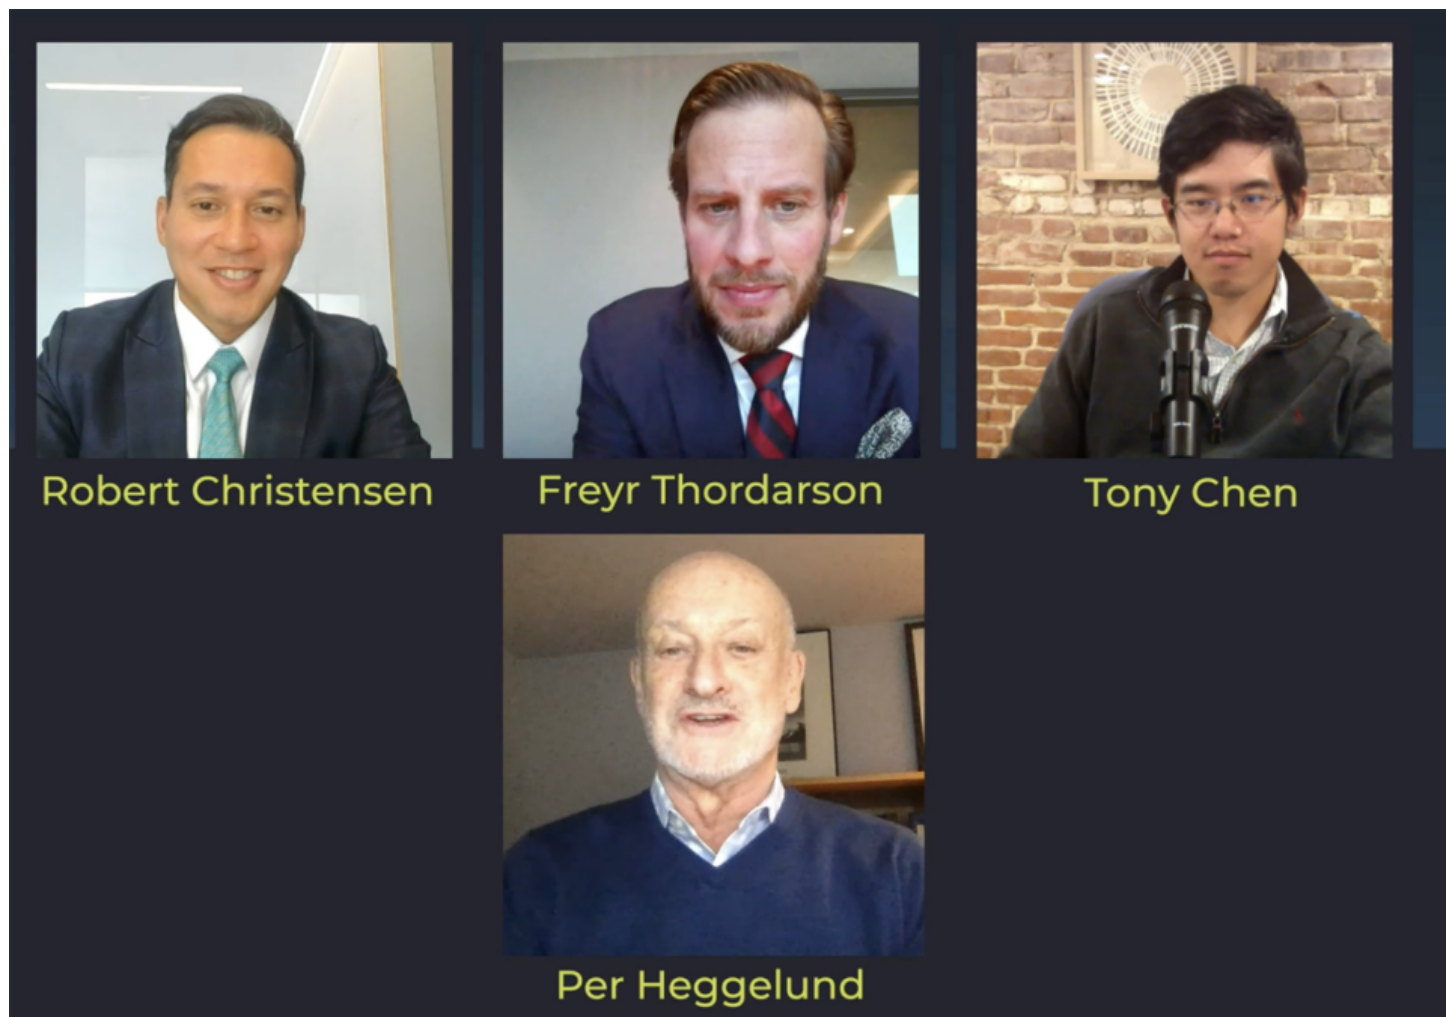 Robert Christensen
Freyr Thordarson
Tony Chen
Per Heggelund